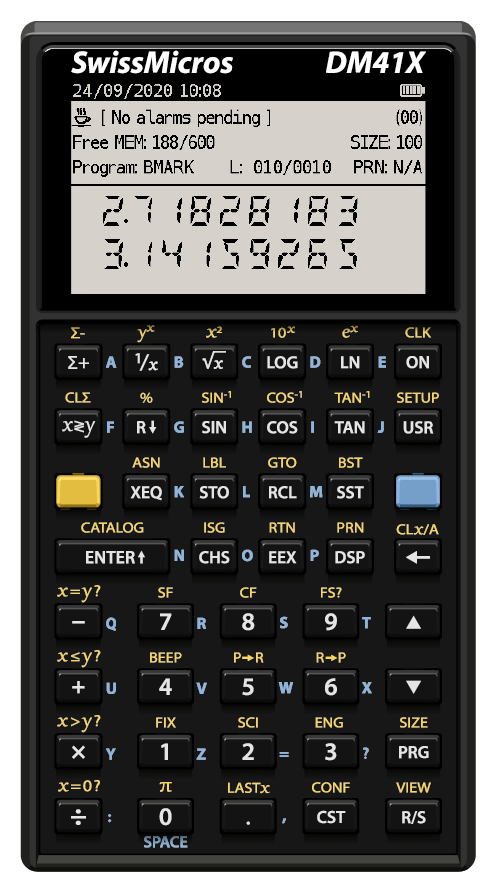 SwissMicros DM41X
24/09/2020 10:08
[ No alarms pending ] (00)
Free MEM: 188/600 SIZE: 100
Program: BMARK L: 010/0010 PRN: N/A
2.71828183
3.14159265
Σ- yˣ x² 10ˣ eˣ CLK
Σ+ A 1/x B √x C LOG D LN E ON
CLΣ % SIN⁻¹ COS⁻¹ TAN⁻¹ SETUP
x≷y F R↓ G SIN H COS I TAN J USR
ASN LBL GTO BST
XEQ K STO L RCL M SST
CATALOG ISG RTN PRN CLx/A
ENTER↑ N CHS O EEX P DSP ←
x=y? SF CF FS?
− Q 7 R 8 S 9 T ▲
x≤y? BEEP P→R R→P
+ U 4 V 5 W 6 X ▼
x>y? FIX SCI ENG SIZE
× Y 1 Z 2 = 3 ? PRG
x=0? π LASTx CONF VIEW
÷ : 0 . , CST R/S
SPACE